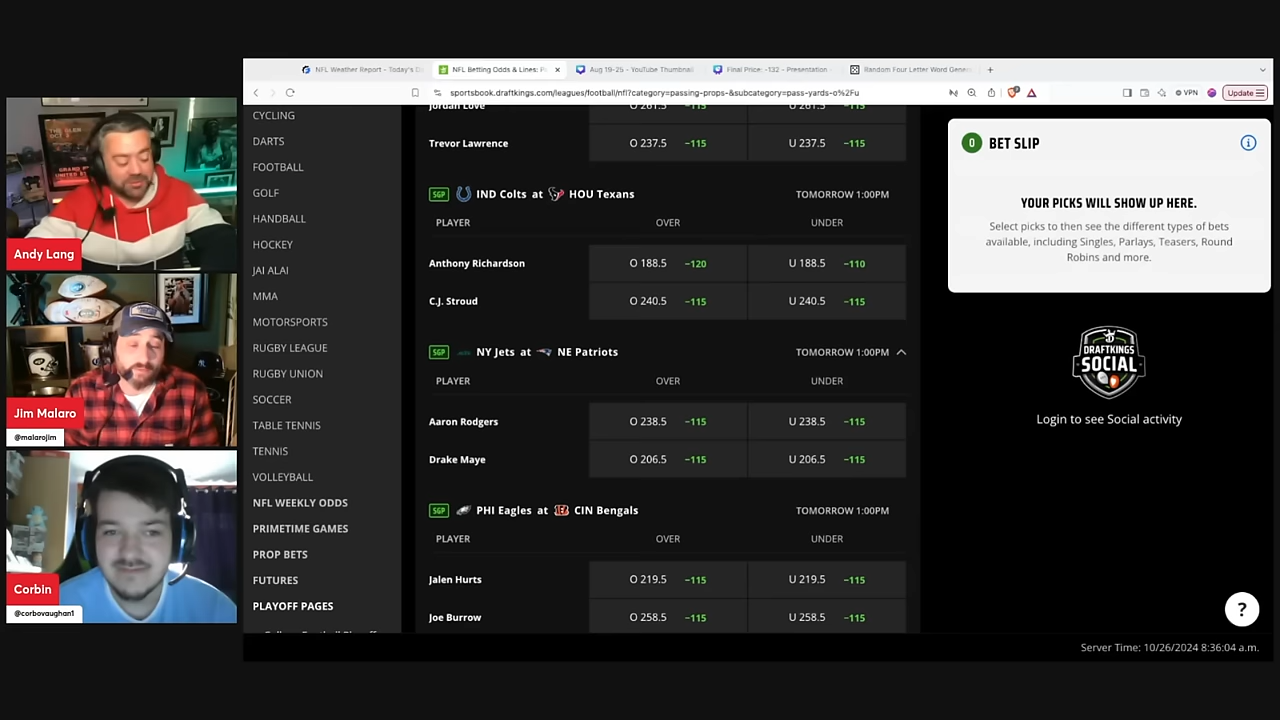 NFL Weather Report - Today's
NFL Betting Odds & Lines:
Aug 19-25 - YouTube Thumbnail
Final Price: -132 - Presentation
Random Four Letter Word Gene
sportsbook.draftkings.com/leagues/football/nfl?category=passing-props-&subcategory=pass-yards-o%2Fu
VPN
Update
Andy Lang
Jim Malaro
@malarojim
Corbin
@corbovaughan1
CYCLING
DARTS
FOOTBALL
GOLF
HANDBALL
HOCKEY
JAI ALAI
MMA
MOTORSPORTS
RUGBY LEAGUE
RUGBY UNION
SOCCER
TABLE TENNIS
TENNIS
VOLLEYBALL
NFL WEEKLY ODDS
PRIMETIME GAMES
PROP BETS
FUTURES
PLAYOFF PAGES
Jordan Love O 261.5 −115 U 261.5 −115
Trevor Lawrence O 237.5 −115 U 237.5 −115
SGP IND Colts at HOU Texans TOMORROW 1:00PM
PLAYER OVER UNDER
Anthony Richardson O 188.5 −120 U 188.5 −110
C.J. Stroud O 240.5 −115 U 240.5 −115
SGP NY Jets at NE Patriots TOMORROW 1:00PM
PLAYER OVER UNDER
Aaron Rodgers O 238.5 −115 U 238.5 −115
Drake Maye O 206.5 −115 U 206.5 −115
SGP PHI Eagles at CIN Bengals TOMORROW 1:00PM
PLAYER OVER UNDER
Jalen Hurts O 219.5 −115 U 219.5 −115
Joe Burrow O 258.5 −115 U 258.5 −115
0 BET SLIP
YOUR PICKS WILL SHOW UP HERE.
Select picks to then see the different types of bets
available, including Singles, Parlays, Teasers, Round
Robins and more.
DRAFTKINGS
SOCIAL
Login to see Social activity
?
Server Time: 10/26/2024 8:36:04 a.m.